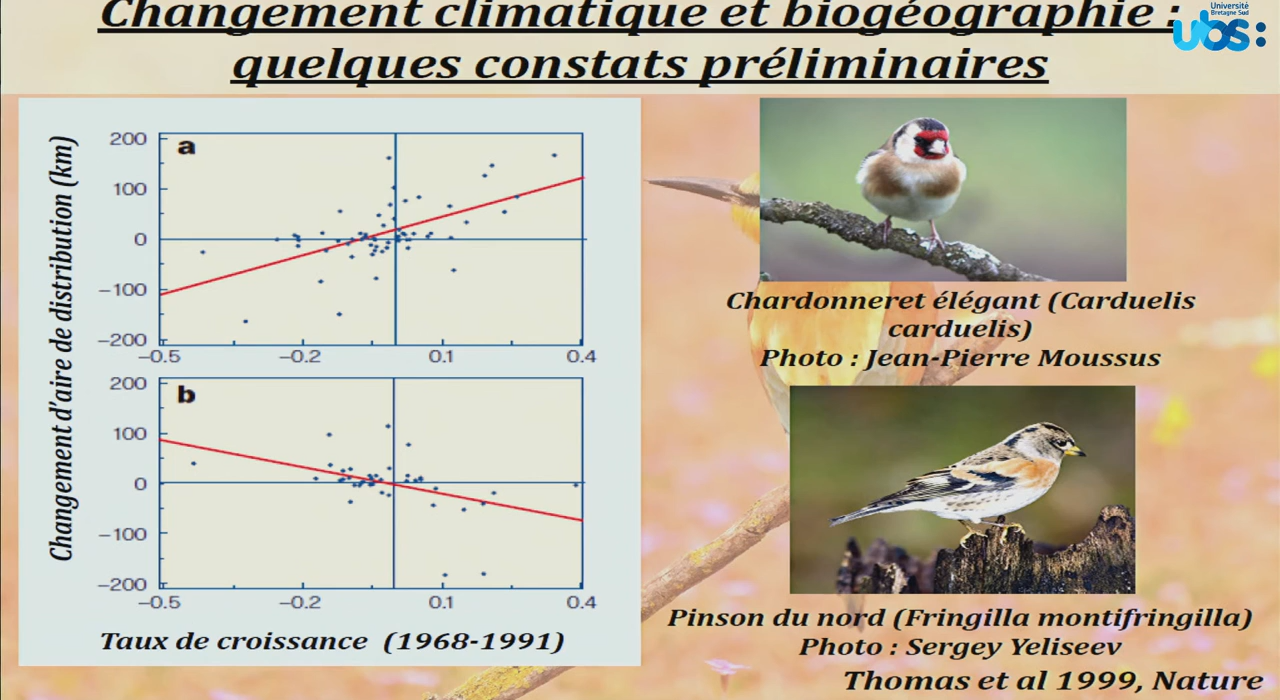 Changement climatique et biogéographie :
quelques constats préliminaires
Université
Bretagne Sud
ubs:
Changement d'aire de distribution (km)
a
200
100
0
–100
–200
–0.5 –0.2 0.1 0.4
b
200
100
0
–100
–200
–0.5 –0.2 0.1 0.4
Taux de croissance (1968-1991)
Chardonneret élégant (Carduelis
carduelis)
Photo : Jean-Pierre Moussus
Pinson du nord (Fringilla montifringilla)
Photo : Sergey Yeliseev
Thomas et al 1999, Nature